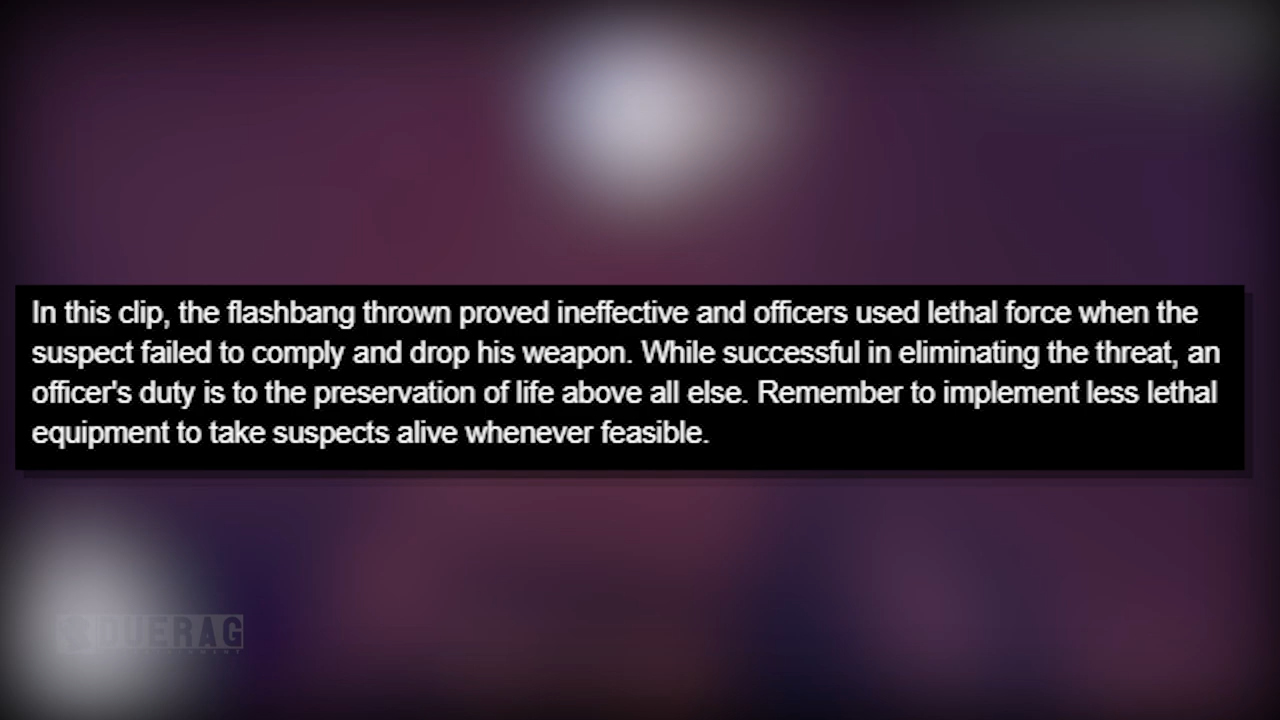 In this clip, the flashbang thrown proved ineffective and officers used lethal force when the
suspect failed to comply and drop his weapon. While successful in eliminating the threat, an
officer's duty is to the preservation of life above all else. Remember to implement less lethal
equipment to take suspects alive whenever feasible.
DUERAG